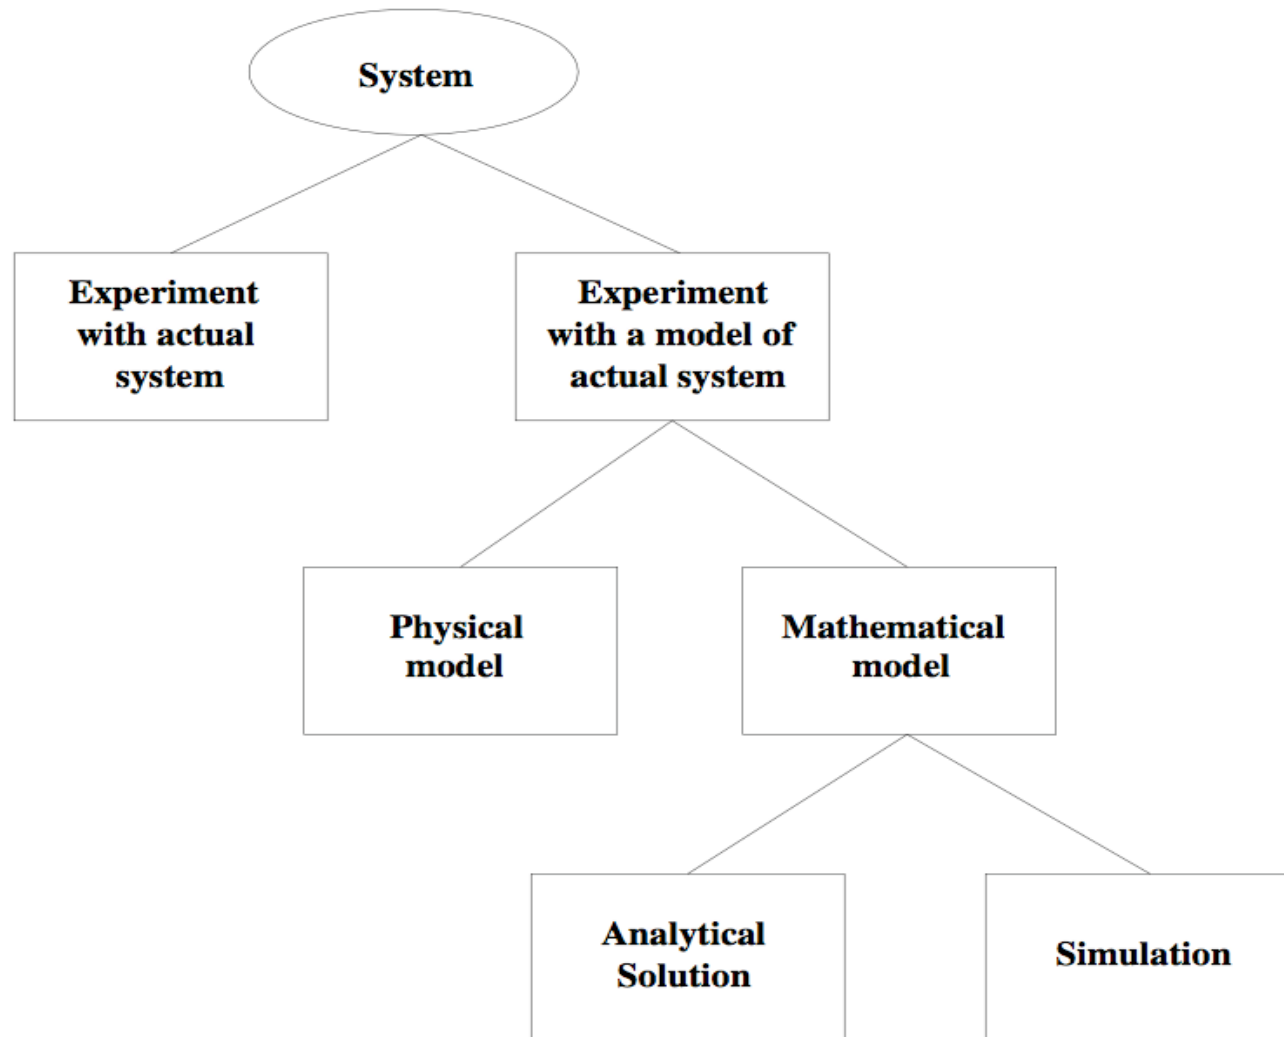 System
Experiment
with actual
system
Experiment
with a model of
actual system
Physical
model
Mathematical
model
Analytical
Solution
Simulation